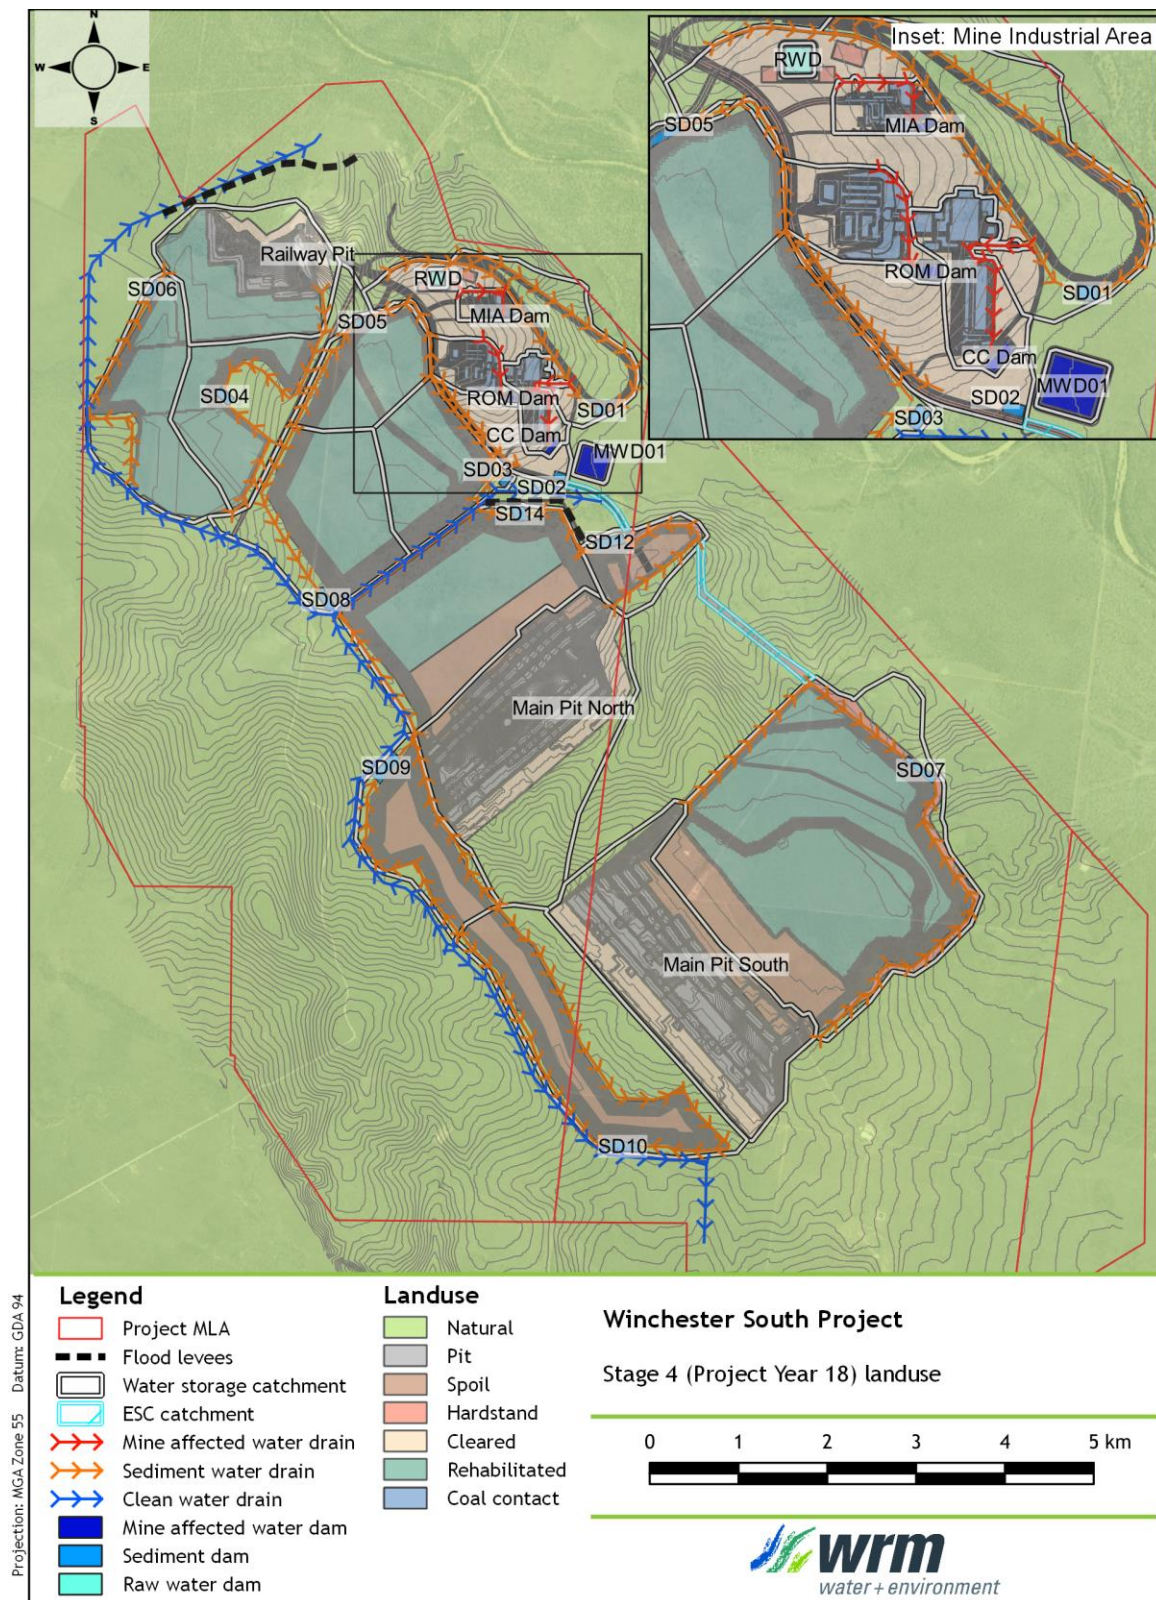 N
W
E
S
Inset: Mine Industrial Area
RWD
SD05
MIA Dam
ROM Dam
SD01
CC Dam
SD02
MWD01
SD03
Railway Pit
RWD
SD06
SD05
MIA Dam
SD04
ROM Dam
SD01
CC Dam
MWD01
SD03
SD02
SD14
SD12
SD08
Main Pit North
SD09
SD07
Main Pit South
SD10
Projection: MGA Zone 55 Datum: GDA 94
Legend
Project MLA
Flood levees
Water storage catchment
ESC catchment
Mine affected water drain
Sediment water drain
Clean water drain
Mine affected water dam
Sediment dam
Raw water dam
Landuse
Natural
Pit
Spoil
Hardstand
Cleared
Rehabilitated
Coal contact
Winchester South Project
Stage 4 (Project Year 18) landuse
0 1 2 3 4 5 km
wrm
water + environment